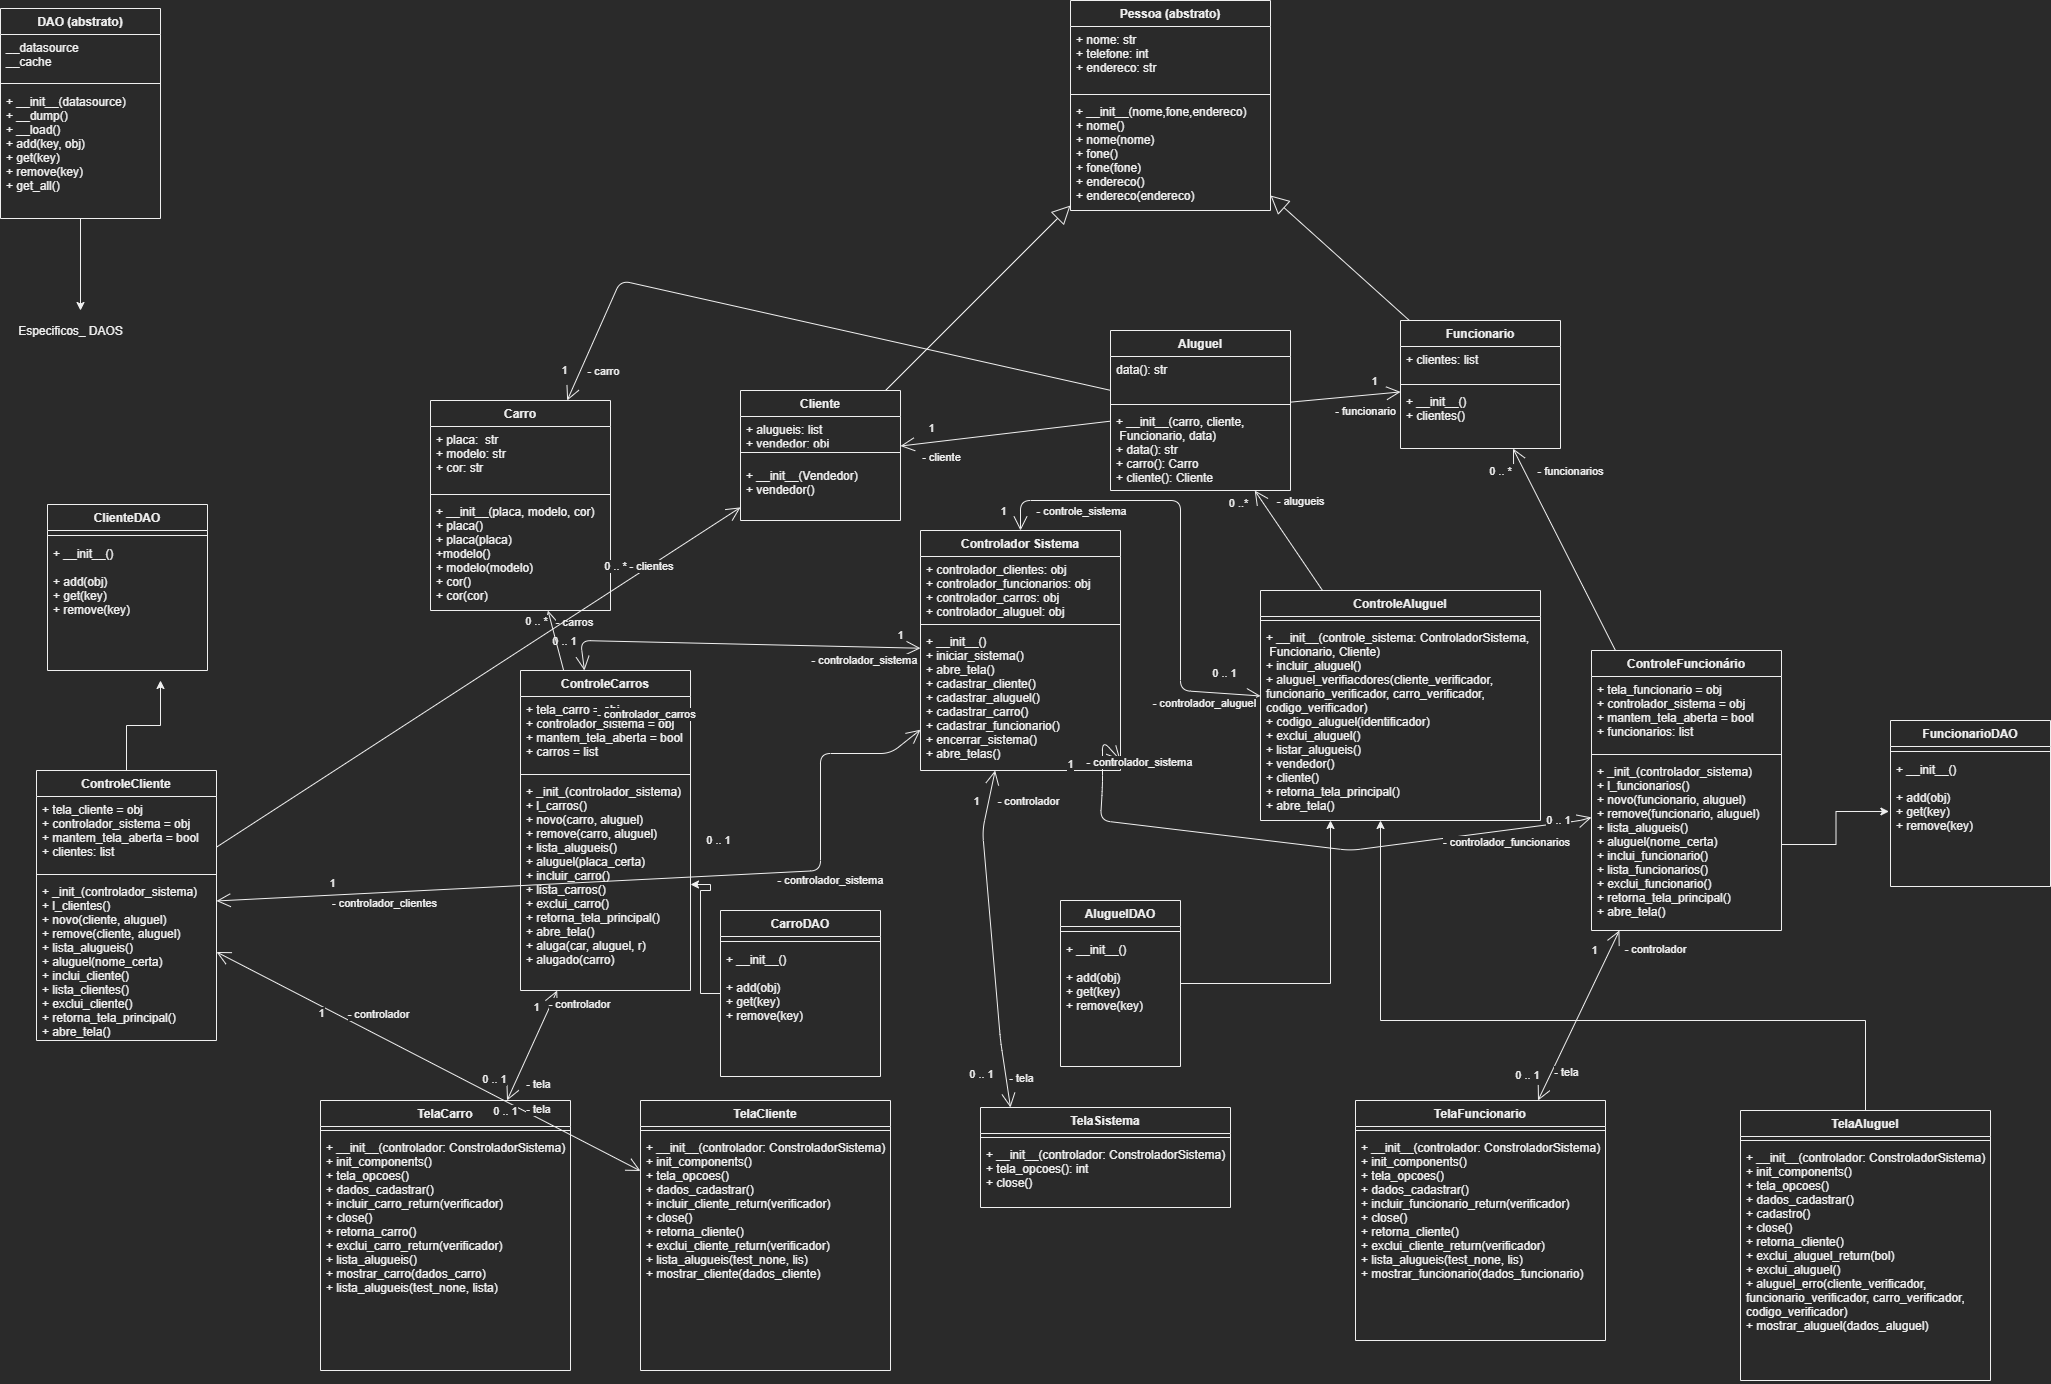 DAO (abstrato)
__datasource
__cache
+ __init__(datasource)
+ __dump()
+ __load()
+ add(key, obj)
+ get(key)
+ remove(key)
+ get_all()
Especificos_ DAOS
Pessoa (abstrato)
+ nome: str
+ telefone: int
+ endereco: str
+ __init__(nome,fone,endereco)
+ nome()
+ nome(nome)
+ fone()
+ fone(fone)
+ endereco()
+ endereco(endereco)
Funcionario
+ clientes: list
+ __init__()
+ clientes()
Aluguel
data(): str
+ __init__(carro, cliente,
Funcionario, data)
+ data(): str
+ carro(): Carro
+ cliente(): Cliente
1
- funcionario
1
- carro
1
- cliente
Cliente
+ alugueis: list
+ vendedor: obj
+ __init__(Vendedor)
+ vendedor()
Carro
+ placa:  str
+ modelo: str
+ cor: str
+ __init__(placa, modelo, cor)
+ placa()
+ placa(placa)
+modelo()
+ modelo(modelo)
+ cor()
+ cor(cor)
0 .. *
- clientes
0 .. *
- carros
0 .. 1
0 .. *
- funcionarios
0 ..*
- alugueis
1
- controle_sistema
ClienteDAO
+ __init__()
+ add(obj)
+ get(key)
+ remove(key)
Controlador Sistema
+ controlador_clientes: obj
+ controlador_funcionarios: obj
+ controlador_carros: obj
+ controlador_aluguel: obj
+ __init__()
+ iniciar_sistema()
+ abre_tela()
+ cadastrar_cliente()
+ cadastrar_aluguel()
+ cadastrar_carro()
+ cadastrar_funcionario()
+ encerrar_sistema()
+ abre_telas()
1
- controlador_sistema
ControleAluguel
+ __init__(controle_sistema: ControladorSistema,
Funcionario, Cliente)
+ incluir_aluguel()
+ aluguel_verifiacdores(cliente_verificador,
funcionario_verificador, carro_verificador,
codigo_verificador)
+ codigo_aluguel(identificador)
+ exclui_aluguel()
+ listar_alugueis()
+ vendedor()
+ cliente()
+ retorna_tela_principal()
+ abre_tela()
0 .. 1
- controlador_aluguel
ControleFuncionário
+ tela_funcionario = obj
+ controlador_sistema = obj
+ mantem_tela_aberta = bool
+ funcionarios: list
+ _init_(controlador_sistema)
+ l_funcionarios()
+ novo(funcionario, aluguel)
+ remove(funcionario, aluguel)
+ lista_alugueis()
+ aluguel(nome_certa)
+ inclui_funcionario()
+ lista_funcionarios()
+ exclui_funcionario()
+ retorna_tela_principal()
+ abre_tela()
FuncionarioDAO
+ __init__()
+ add(obj)
+ get(key)
+ remove(key)
ControleCarros
+ tela_carro = obj
- controlador_carros
+ controlador_sistema = obj
+ mantem_tela_aberta = bool
+ carros = list
+ _init_(controlador_sistema)
+ l_carros()
+ novo(carro, aluguel)
+ remove(carro, aluguel)
+ lista_alugueis()
+ aluguel(placa_certa)
+ incluir_carro()
+ lista_carros()
+ exclui_carro()
+ retorna_tela_principal()
+ abre_tela()
+ aluga(car, aluguel, r)
+ alugado(carro)
ControleCliente
+ tela_cliente = obj
+ controlador_sistema = obj
+ mantem_tela_aberta = bool
+ clientes: list
+ _init_(controlador_sistema)
+ l_clientes()
+ novo(cliente, aluguel)
+ remove(cliente, aluguel)
+ lista_alugueis()
+ aluguel(nome_certa)
+ inclui_cliente()
+ lista_clientes()
+ exclui_cliente()
+ retorna_tela_principal()
+ abre_tela()
1
- controlador_sistema
1
- controlador
0 .. 1
- controlador_funcionarios
0 .. 1
- controlador_sistema
1
- controlador_clientes
CarroDAO
+ __init__()
+ add(obj)
+ get(key)
+ remove(key)
AluguelDAO
+ __init__()
+ add(obj)
+ get(key)
+ remove(key)
1
- controlador
1
- controlador
1
- controlador
0 .. 1
- tela
0 .. 1
- tela
0 .. 1
- tela
0 .. 1
- tela
TelaCarro
+ __init__(controlador: ConstroladorSistema)
+ init_components()
+ tela_opcoes()
+ dados_cadastrar()
+ incluir_carro_return(verificador)
+ close()
+ retorna_carro()
+ exclui_carro_return(verificador)
+ lista_alugueis()
+ mostrar_carro(dados_carro)
+ lista_alugueis(test_none, lista)
TelaCliente
+ __init__(controlador: ConstroladorSistema)
+ init_components()
+ tela_opcoes()
+ dados_cadastrar()
+ incluir_cliente_return(verificador)
+ close()
+ retorna_cliente()
+ exclui_cliente_return(verificador)
+ lista_alugueis(test_none, lis)
+ mostrar_cliente(dados_cliente)
TelaSistema
+ __init__(controlador: ConstroladorSistema)
+ tela_opcoes(): int
+ close()
TelaFuncionario
+ __init__(controlador: ConstroladorSistema)
+ init_components()
+ tela_opcoes()
+ dados_cadastrar()
+ incluir_funcionario_return(verificador)
+ close()
+ retorna_cliente()
+ exclui_cliente_return(verificador)
+ lista_alugueis(test_none, lis)
+ mostrar_funcionario(dados_funcionario)
TelaAluguel
+ __init__(controlador: ConstroladorSistema)
+ init_components()
+ tela_opcoes()
+ dados_cadastrar()
+ cadastro()
+ close()
+ retorna_cliente()
+ exclui_aluguel_return(bol)
+ exclui_aluguel()
+ aluguel_erro(cliente_verificador,
funcionario_verificador, carro_verificador,
codigo_verificador)
+ mostrar_aluguel(dados_aluguel)